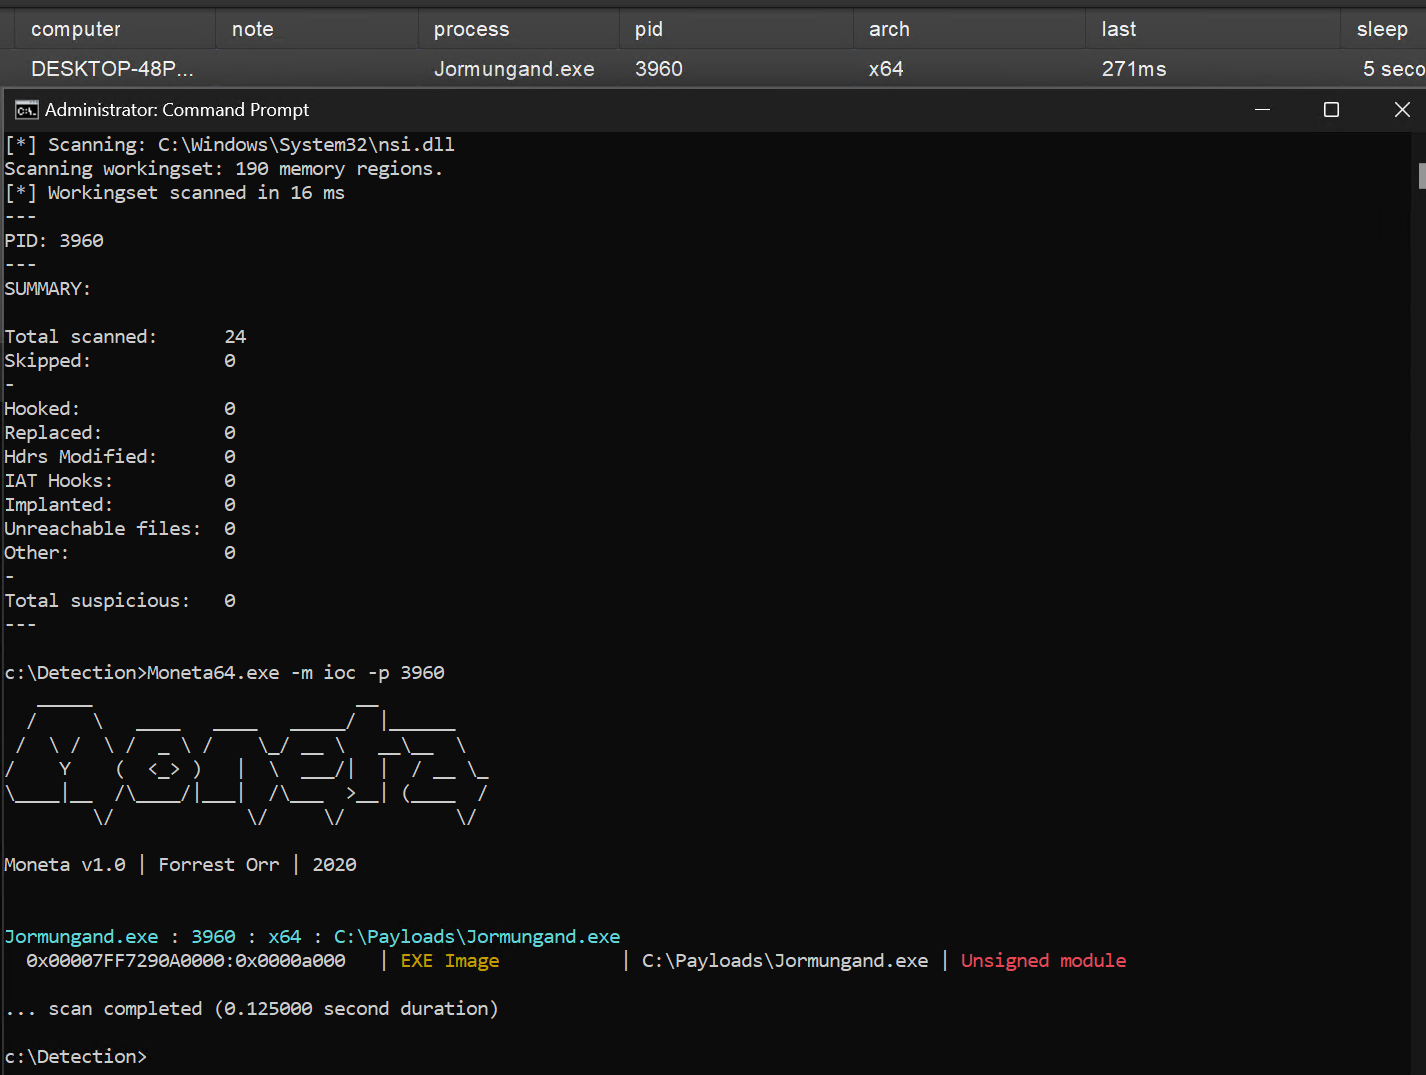 computer note process pid arch last sleep
DESKTOP-48P... Jormungand.exe 3960 x64 271ms 5 seco
Administrator: Command Prompt
[*] Scanning: C:\Windows\System32\nsi.dll
Scanning workingset: 190 memory regions.
[*] Workingset scanned in 16 ms
---
PID: 3960
---
SUMMARY:
Total scanned: 24
Skipped: 0
-
Hooked: 0
Replaced: 0
Hdrs Modified: 0
IAT Hooks: 0
Implanted: 0
Unreachable files: 0
Other: 0
-
Total suspicious: 0
---
c:\Detection>Moneta64.exe -m ioc -p 3960
Moneta
Moneta v1.0 | Forrest Orr | 2020
Jormungand.exe : 3960 : x64 : C:\Payloads\Jormungand.exe
0x00007FF7290A0000:0x0000a000 | EXE Image | C:\Payloads\Jormungand.exe | Unsigned module
... scan completed (0.125000 second duration)
c:\Detection>